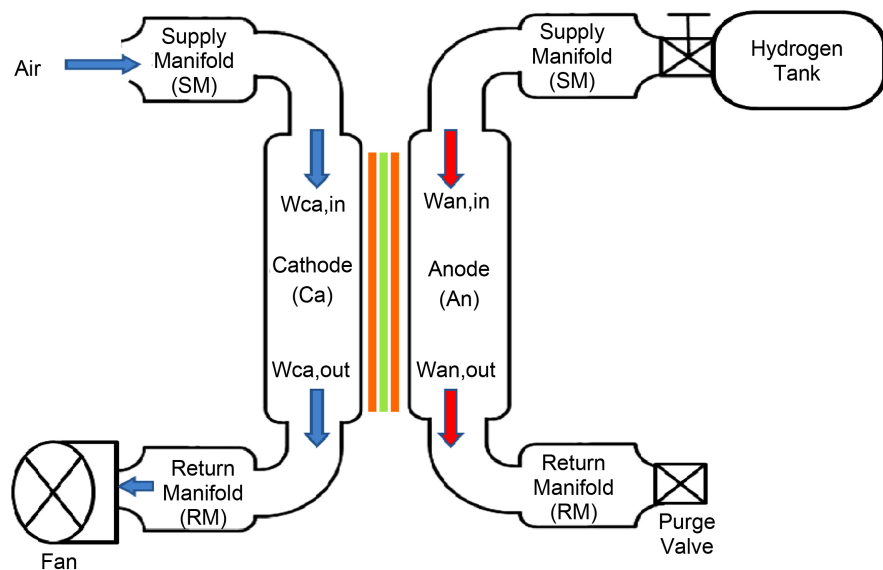 Air
Supply
Manifold
(SM)
Supply
Manifold
(SM)
Hydrogen
Tank
Wca,in
Wan,in
Cathode
(Ca)
Anode
(An)
Wca,out
Wan,out
Return
Manifold
(RM)
Return
Manifold
(RM)
Fan
Purge
Valve